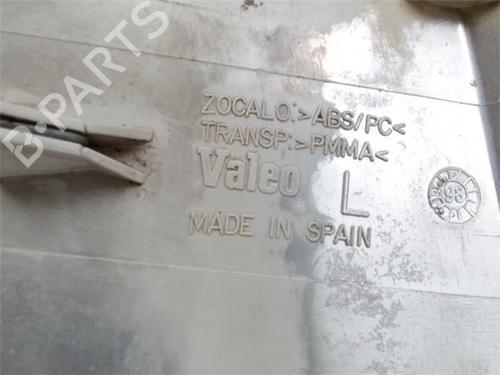 B-PARTS
ZOCALO:>ABS/PC<
TRANSP:>PMMA<
Valeo
L
MADE IN SPAIN
98